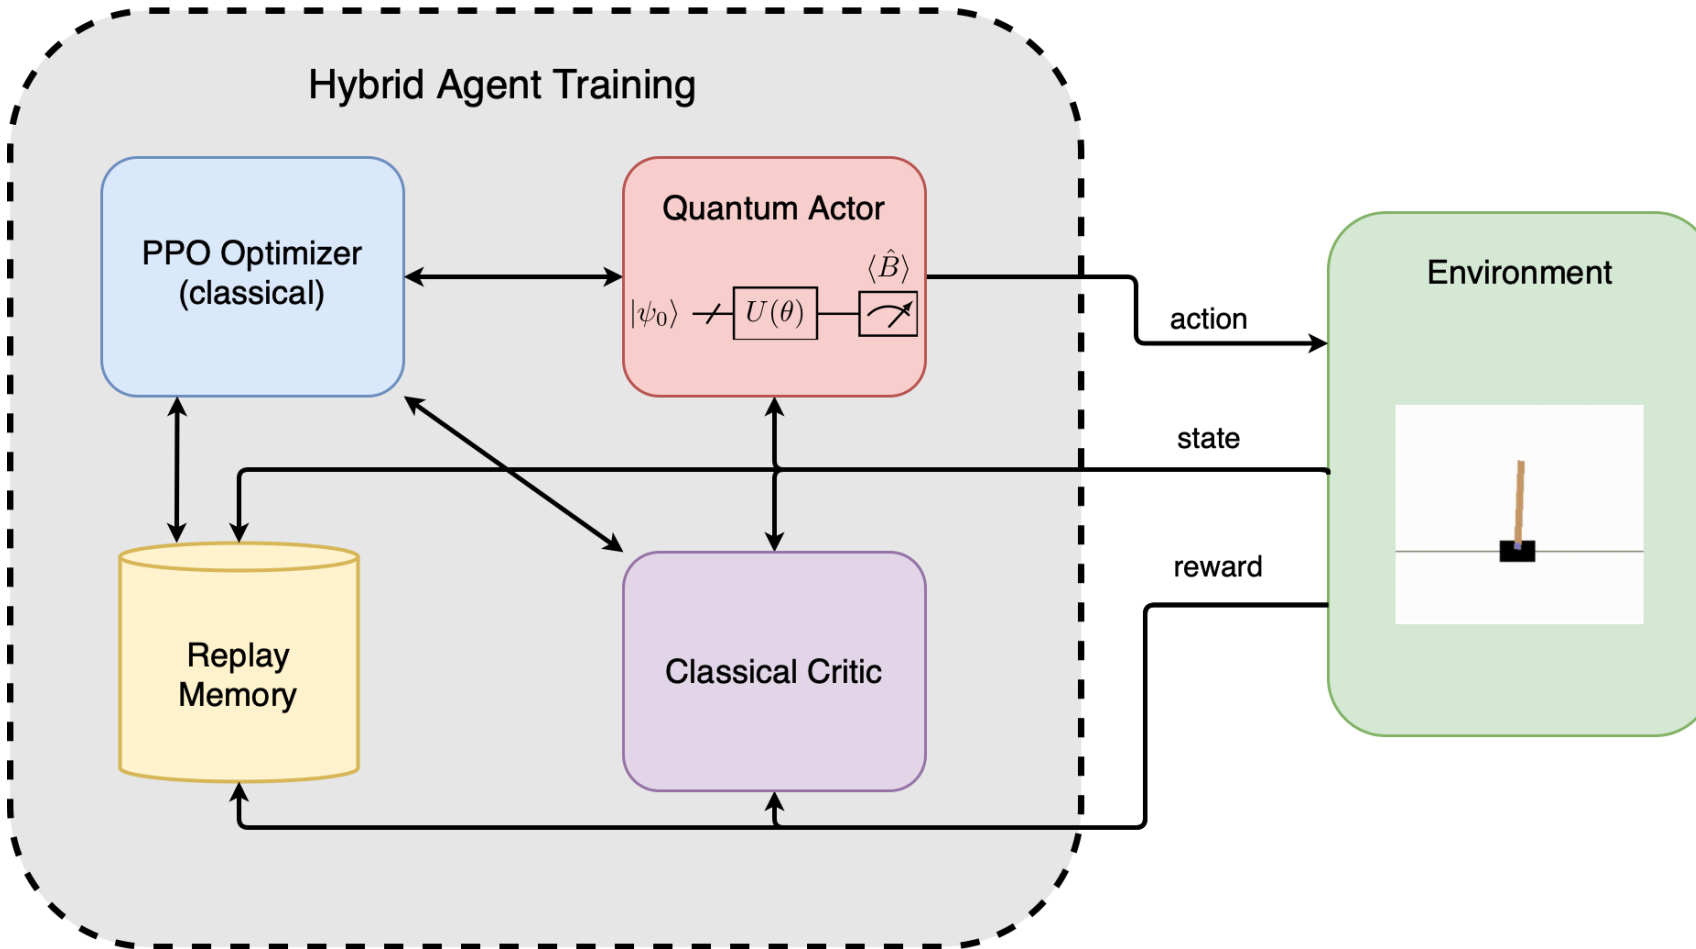 Hybrid Agent Training
PPO Optimizer
(classical)
Quantum Actor
⟨B̂⟩
|ψ₀⟩
U(θ)
Environment
action
state
reward
Replay
Memory
Classical Critic